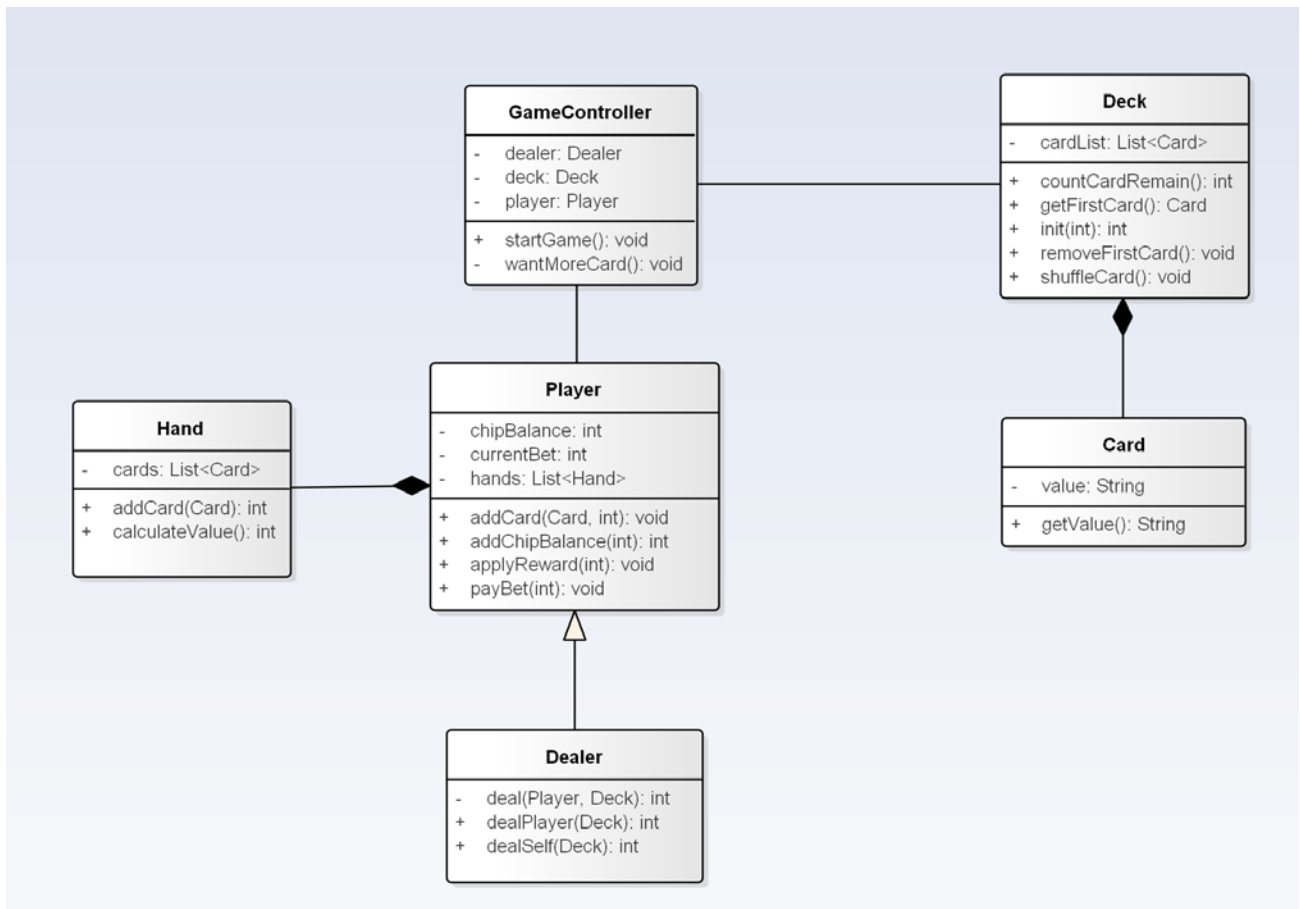 GameController
- dealer: Dealer
- deck: Deck
- player: Player
+ startGame(): void
- wantMoreCard(): void
Deck
- cardList: List<Card>
+ countCardRemain(): int
+ getFirstCard(): Card
+ init(int): int
+ removeFirstCard(): void
+ shuffleCard(): void
Hand
- cards: List<Card>
+ addCard(Card): int
+ calculateValue(): int
Player
- chipBalance: int
- currentBet: int
- hands: List<Hand>
+ addCard(Card, int): void
+ addChipBalance(int): int
+ applyReward(int): void
+ payBet(int): void
Card
- value: String
+ getValue(): String
Dealer
- deal(Player, Deck): int
+ dealPlayer(Deck): int
+ dealSelf(Deck): int